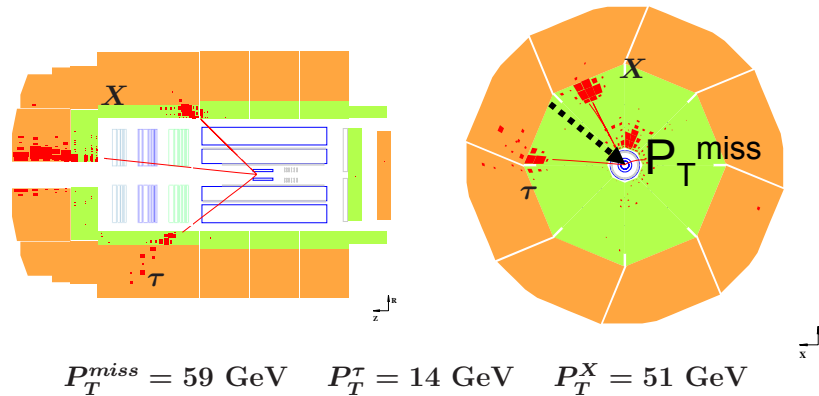 X
τ
R
Z
X
τ
P_T^miss
X
P_T^{miss} = 59 GeV P_T^τ = 14 GeV P_T^X = 51 GeV